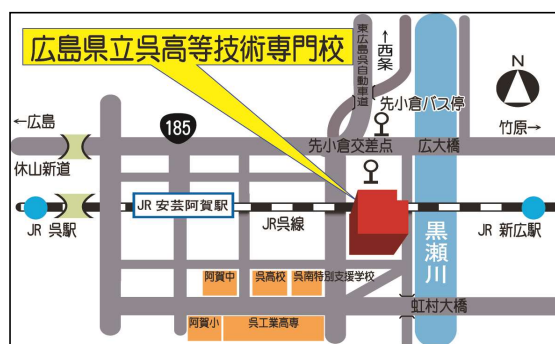 広島県立呉高等技術専門校
東広島呉自動車道
←西条
N
先小倉バス停
←広島
185
竹原→
先小倉交差点
広大橋
休山新道
JR 安芸阿賀駅
JR 呉駅
JR呉線
JR 新広駅
黒瀬川
阿賀中
呉高校
呉南特別支援学校
虹村大橋
阿賀小
呉工業高専